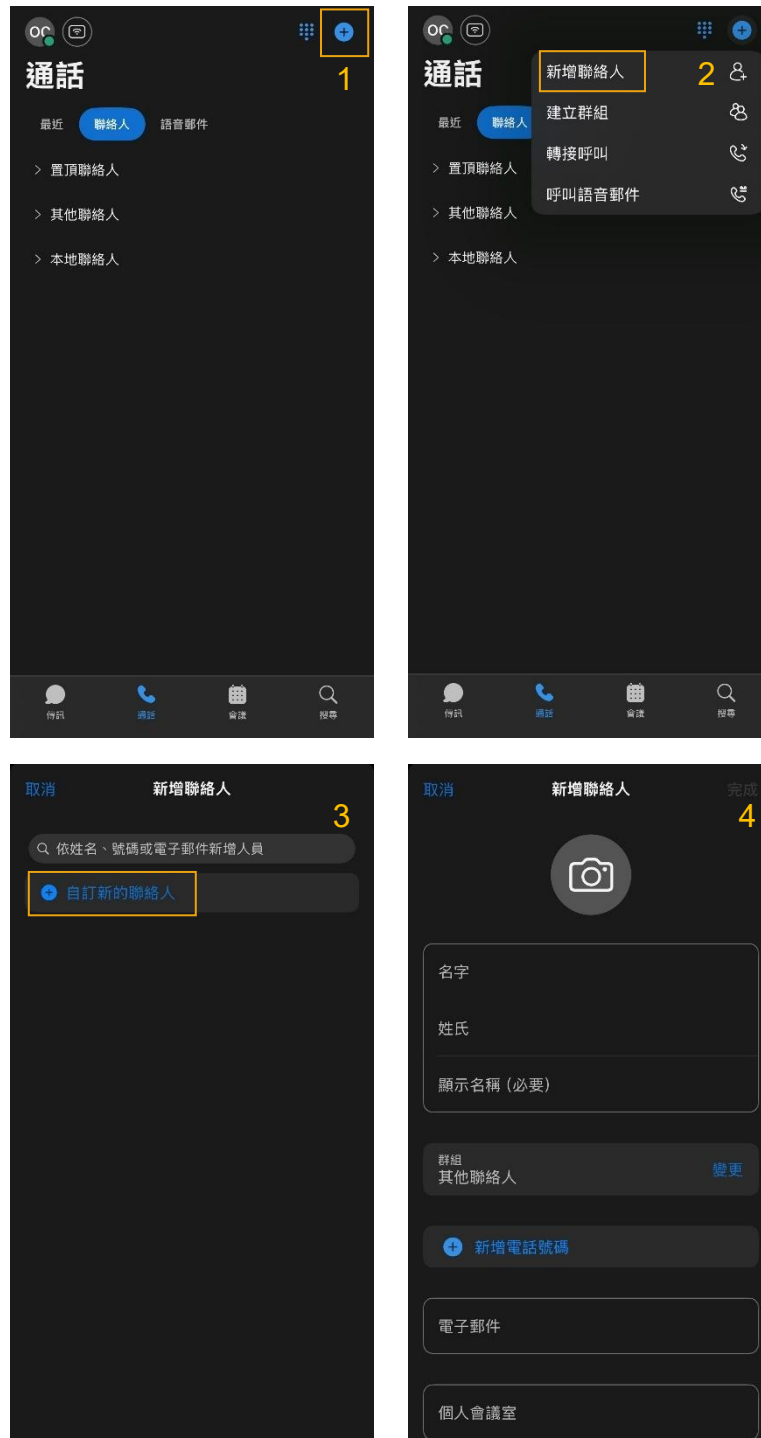 OC
1
通話
最近 聯絡人 語音郵件
> 置頂聯絡人
> 其他聯絡人
> 本地聯絡人
傳訊 通話 會議 搜尋
OC
通話
新增聯絡人 2
建立群組
轉接呼叫
呼叫語音郵件
最近 聯絡人
> 置頂聯絡人
> 其他聯絡人
> 本地聯絡人
傳訊 通話 會議 搜尋
取消 新增聯絡人
3
依姓名、號碼或電子郵件新增人員
自訂新的聯絡人
取消 新增聯絡人 完成
4
名字
姓氏
顯示名稱 (必要)
群組
其他聯絡人 變更
新增電話號碼
電子郵件
個人會議室